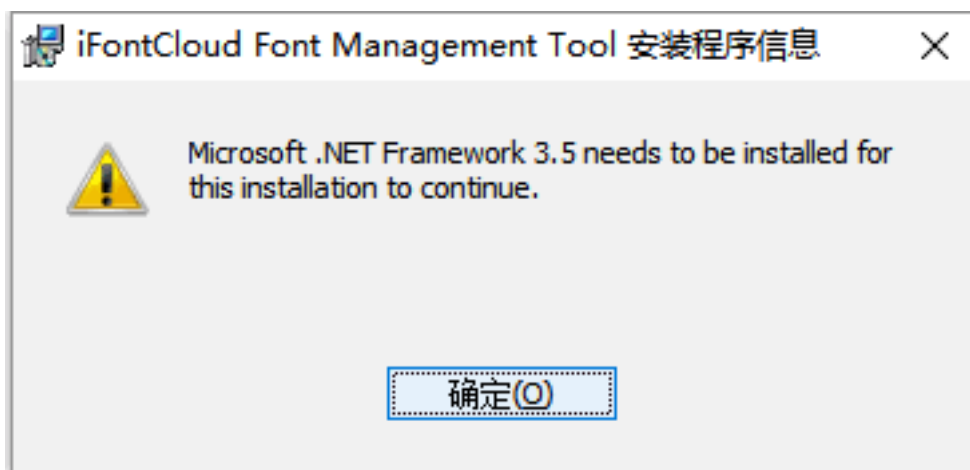 iFontCloud Font Management Tool 安装程序信息
Microsoft .NET Framework 3.5 needs to be installed for
this installation to continue.
确定(O)